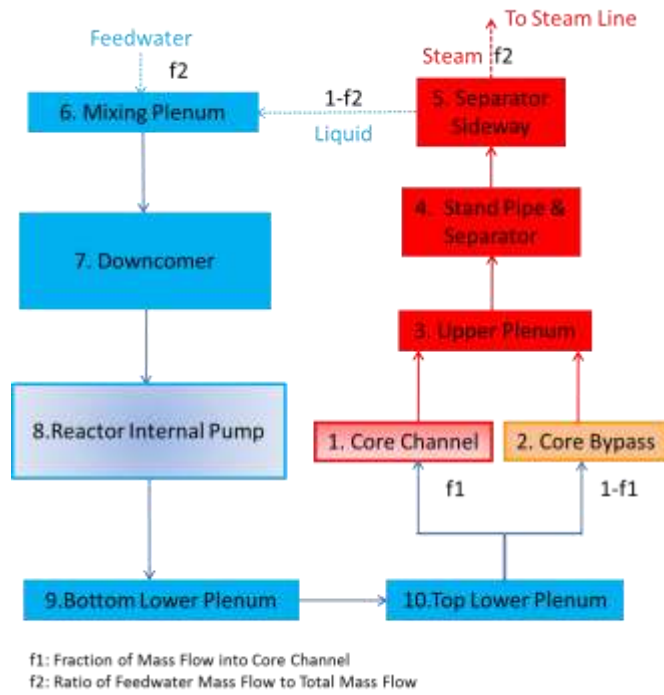 To Steam Line
Feedwater
Steam f2
f2
1-f2
5. Separator
Sideway
6. Mixing Plenum
Liquid
4. Stand Pipe &
Separator
7. Downcomer
3. Upper Plenum
8.Reactor Internal Pump
1. Core Channel
2. Core Bypass
f1
1-f1
9.Bottom Lower Plenum
10.Top Lower Plenum
f1: Fraction of Mass Flow into Core Channel
f2: Ratio of Feedwater Mass Flow to Total Mass Flow